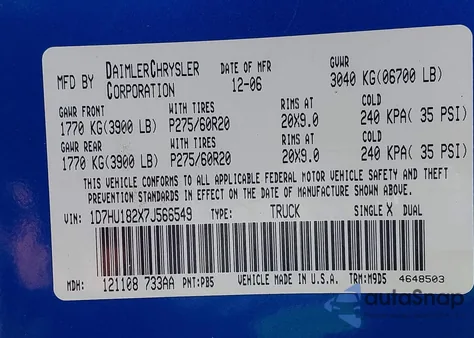 MFD BY DAIMLERCHRYSLER CORPORATION DATE OF MFR 12-06 GVWR 3040 KG(06700 LB)
GAWR FRONT WITH TIRES RIMS AT COLD
1770 KG(3900 LB) P275/60R20 20X9.0 240 KPA( 35 PSI)
GAWR REAR WITH TIRES RIMS AT COLD
1770 KG(3900 LB) P275/60R20 20X9.0 240 KPA( 35 PSI)
THIS VEHICLE CONFORMS TO ALL APPLICABLE FEDERAL MOTOR VEHICLE SAFETY AND THEFT
PREVENTION STANDARDS IN EFFECT ON THE DATE OF MANUFACTURE SHOWN ABOVE.
VIN: 1D7HU182X7J566549 TYPE: TRUCK SINGLE X DUAL
MDH: 121108 733AA PNT:PB5 VEHICLE MADE IN U.S.A. TRM:M9D5 4648503
autoSnap